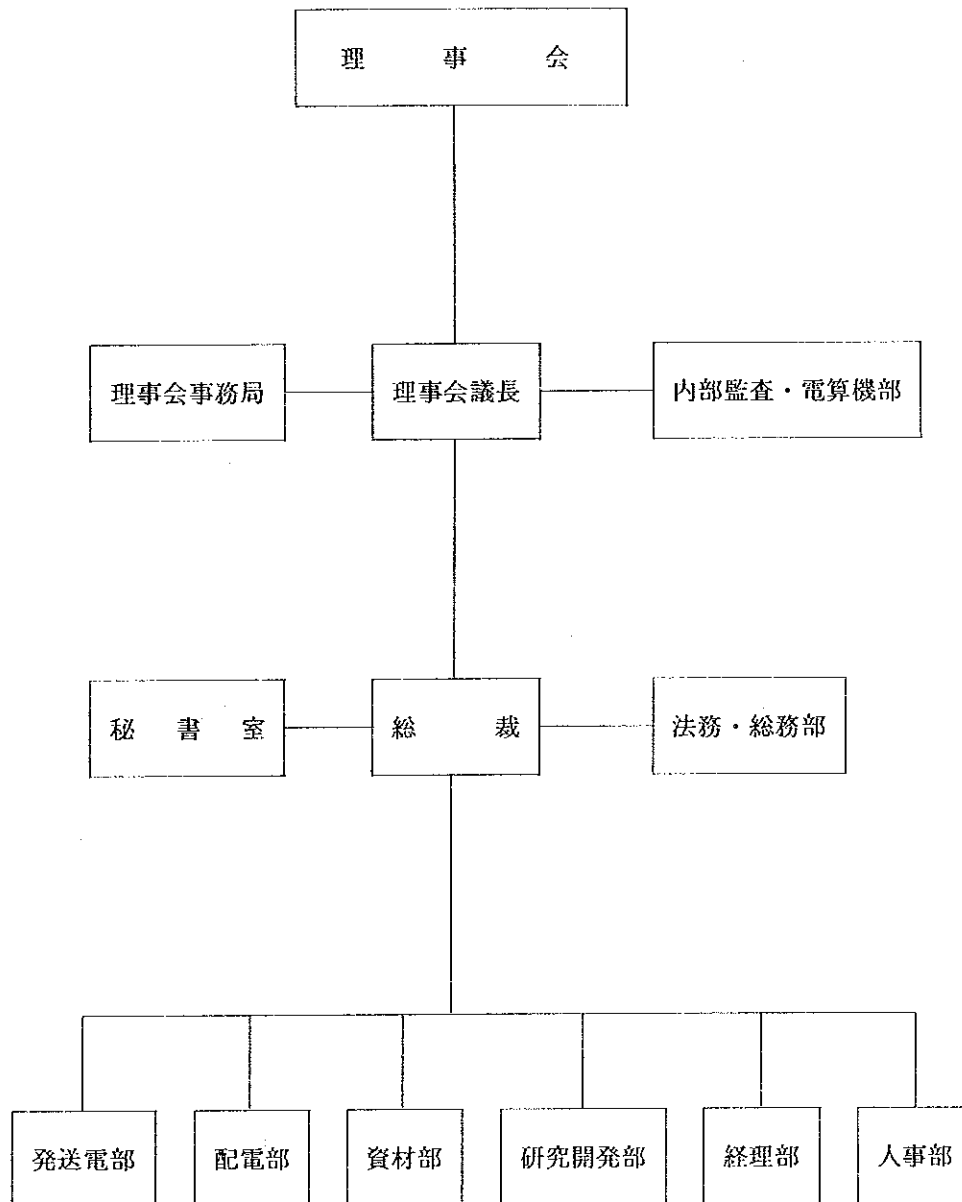 理事会
理事会事務局
理事会議長
内部監査・電算機部
秘書室
総裁
法務・総務部
発送電部
配電部
資材部
研究開発部
経理部
人事部